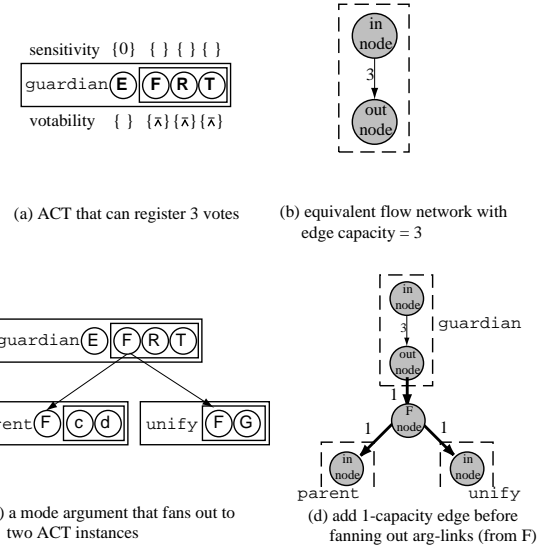 sensitivity {0} { } { } { }
guardian E F R T
votability { } {⊼} {⊼} {⊼}
(a) ACT that can register 3 votes
in
node
3
out
node
(b) equivalent flow network with
edge capacity = 3
guardian E F R T
ent F c d
unify F G
) a mode argument that fans out to
two ACT instances
in
node
3
guardian
out
node
1
F
node
1 1
in
node
in
node
parent unify
(d) add 1-capacity edge before
fanning out arg-links (from F)